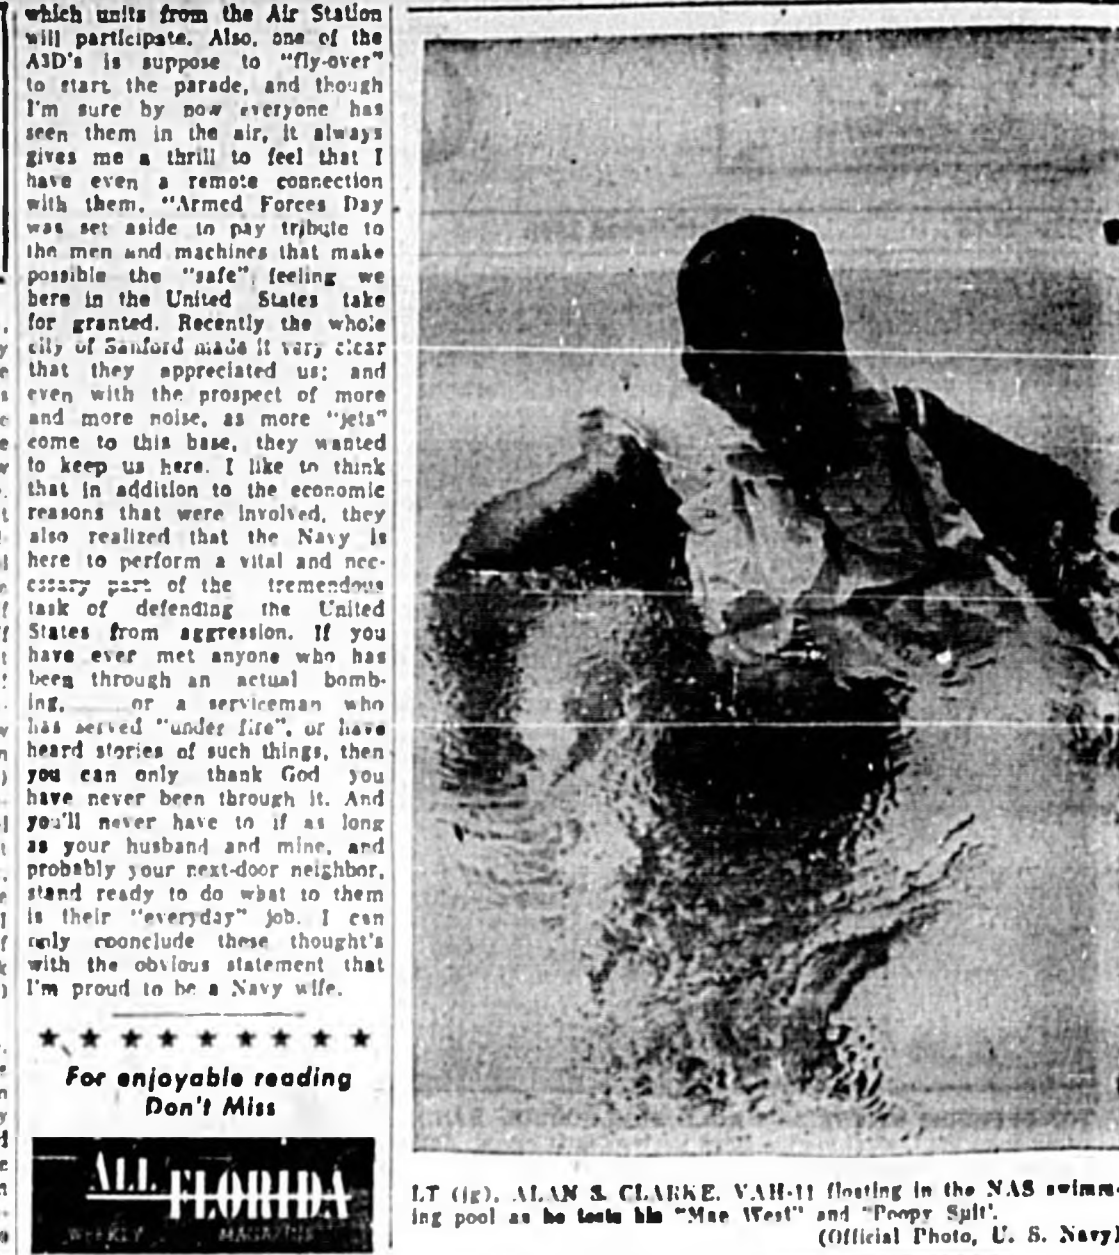 which units from the Air Station
will participate. Also, one of the
A3D's is suppose to "fly-over"
to start the parade, and though
I'm sure by now everyone has
seen them in the air, it always
gives me a thrill to feel that I
have even a remote connection
with them. "Armed Forces Day
was set aside to pay tribute to
the men and machines that make
possible the "safe" feeling we
here in the United States take
for granted. Recently the whole
city of Sanford made it very clear
that they appreciated us; and
even with the prospect of more
and more noise, as more "jets"
come to this base, they wanted
to keep us here. I like to think
that in addition to the economic
reasons that were involved, they
also realized that the Navy is
here to perform a vital and nec-
essary part of the tremendous
task of defending the United
States from aggression. If you
have ever met anyone who has
been through an actual bomb-
ing, or a serviceman who
has served "under fire", or have
heard stories of such things, then
you can only thank God you
have never been through it. And
you'll never have to if as long
as your husband and mine, and
probably your next-door neighbor,
stand ready to do what to them
is their "everyday" job. I can
only coonclude these thought's
with the obvious statement that
I'm proud to be a Navy wife.
For enjoyable reading
Don't Miss
ALL FLORIDA
WEEKLY MAGAZINE
LT (jg). ALAN S. CLARKE, VAH-11 floating in the NAS swimm-
ing pool as he tests his "Mae West" and "Poopy Suit'.
(Official Photo, U. S. Navy)